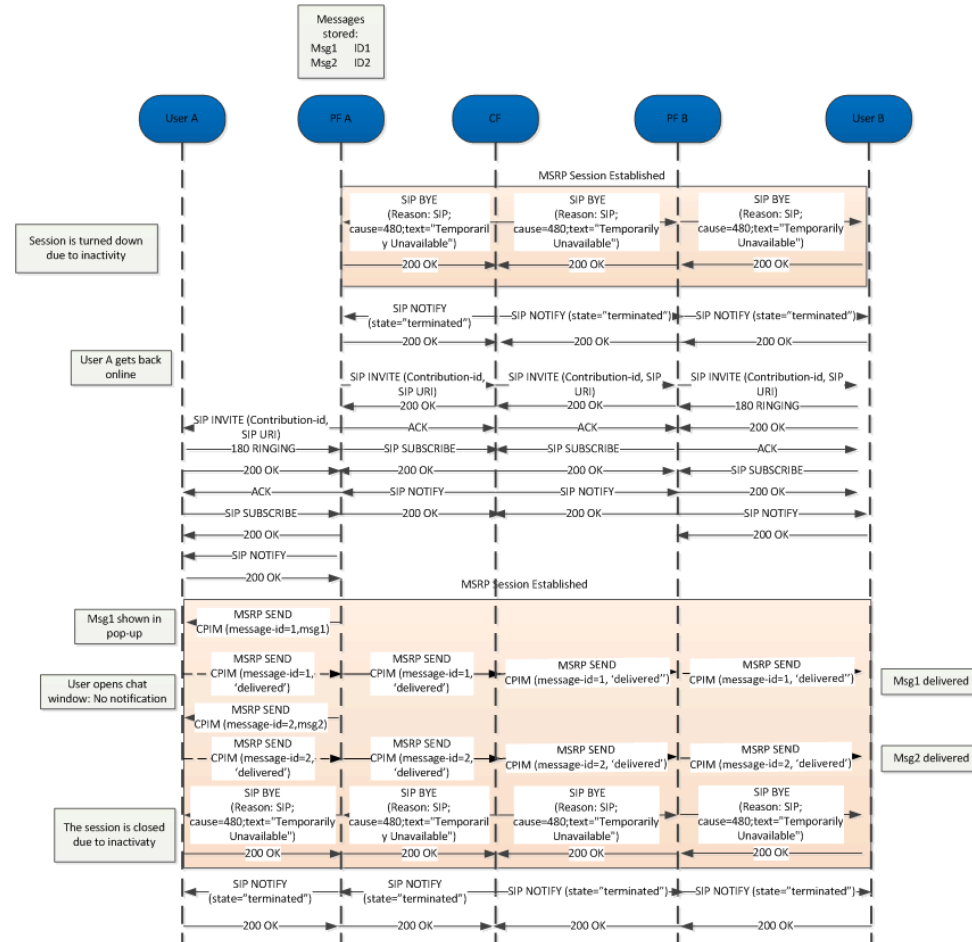 Messages
stored:
Msg1 ID1
Msg2 ID2
User A
PF A
CF
PF B
User B
MSRP Session Established
SIP BYE
(Reason: SIP;
cause=480;text="Temporaril
y Unavailable")
SIP BYE
(Reason: SIP;
cause=480;text="Temporarily
Unavailable")
SIP BYE
(Reason: SIP;
cause=480;text="Temporarily
Unavailable")
Session is turned down
due to inactivity
200 OK
200 OK
200 OK
SIP NOTIFY
(state="terminated")
SIP NOTIFY (state="terminated")
SIP NOTIFY (state="terminated")
200 OK
200 OK
200 OK
User A gets back
online
SIP INVITE (Contribution-id,
SIP URI)
SIP INVITE (Contribution-id, SIP
URI)
SIP INVITE (Contribution-id, SIP
URI)
200 OK
200 OK
180 RINGING
SIP INVITE (Contribution-id,
SIP URI)
ACK
ACK
200 OK
180 RINGING
SIP SUBSCRIBE
SIP SUBSCRIBE
ACK
200 OK
200 OK
200 OK
SIP SUBSCRIBE
ACK
SIP NOTIFY
SIP NOTIFY
200 OK
SIP SUBSCRIBE
200 OK
200 OK
SIP NOTIFY
200 OK
200 OK
SIP NOTIFY
200 OK
MSRP Session Established
Msg1 shown in
pop-up
MSRP SEND
CPIM (message-id=1,msg1)
User opens chat
window: No notification
MSRP SEND
CPIM (message-id=1,
‘delivered’)
MSRP SEND
CPIM (message-id=1,
‘delivered’)
MSRP SEND
CPIM (message-id=1, ‘delivered’’)
MSRP SEND
CPIM (message-id=1, ‘delivered’’)
Msg1 delivered
MSRP SEND
CPIM (message-id=2,msg2)
MSRP SEND
CPIM (message-id=2,
‘delivered’)
MSRP SEND
CPIM (message-id=2,
‘delivered’)
MSRP SEND
CPIM (message-id=2, ‘delivered’)
MSRP SEND
CPIM (message-id=2, ‘delivered’)
Msg2 delivered
The session is closed
due to inactivaty
SIP BYE
(Reason: SIP;
cause=480;text="Temporarily
Unavailable")
SIP BYE
(Reason: SIP;
cause=480;text="Temporaril
y Unavailable")
SIP BYE
(Reason: SIP;
cause=480;text="Temporarily
Unavailable")
SIP BYE
(Reason: SIP;
cause=480;text="Temporarily
Unavailable")
200 OK
200 OK
200 OK
200 OK
SIP NOTIFY
(state="terminated")
SIP NOTIFY
(state="terminated")
SIP NOTIFY (state="terminated")
SIP NOTIFY (state="terminated")
200 OK
200 OK
200 OK
200 OK